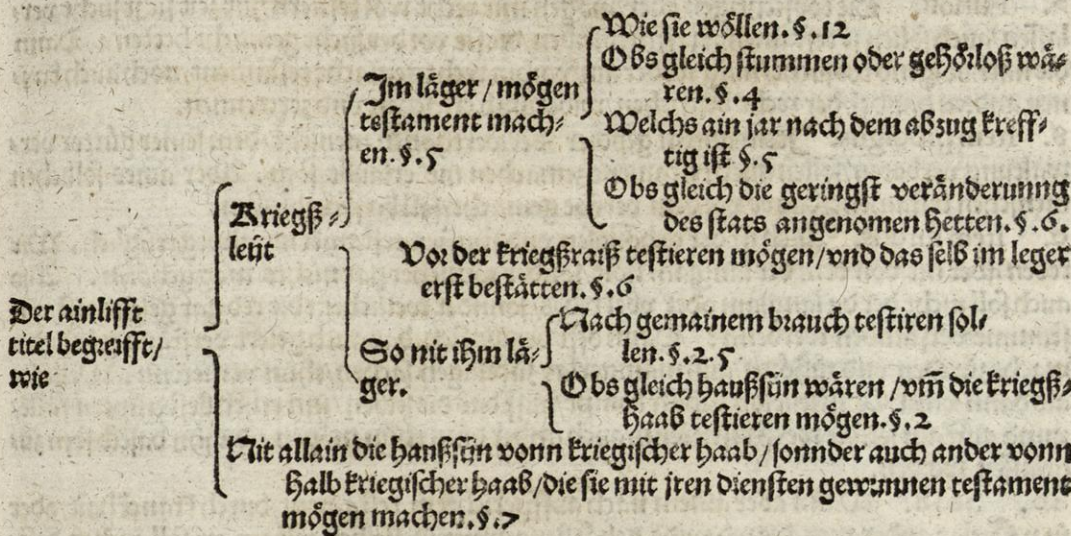 Der ainlifft
titel begreifft/
wie
Kriegß⸗
leüt
Im läger / mögen
testament mach⸗
en. §. 5
Wie sie wöllen. §. 12
Obs gleich stummen oder gehörloß wä⸗
ren. §. 4
Welchs ain jar nach dem abzug kreff⸗
tig ist §. 5
Obs gleich die geringst veränderunng
des stats angenomen hetten. §. 6.
Vor der kriegßraiß testieren mögen/vnd das selb im leger
erst bestätten. §. 6
So nit ihm lä⸗
ger.
Nach gemainem brauch testiren sol⸗
len. §. 2. 5
Obs gleich haußsün wären /vm̄ die kriegß⸗
haab testieren mögen. §. 2
Nit allain die haußsün vonn kriegischer haab/sonnder auch ander vonn
halb kriegischer haab/die sie mit jren diensten gewunnen testament
mögen machen. §. 7